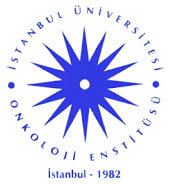 İSTANBUL ÜNİVERSİTESİ
ONKOLOJİ ENSTİTÜSÜ
İstanbul - 1982